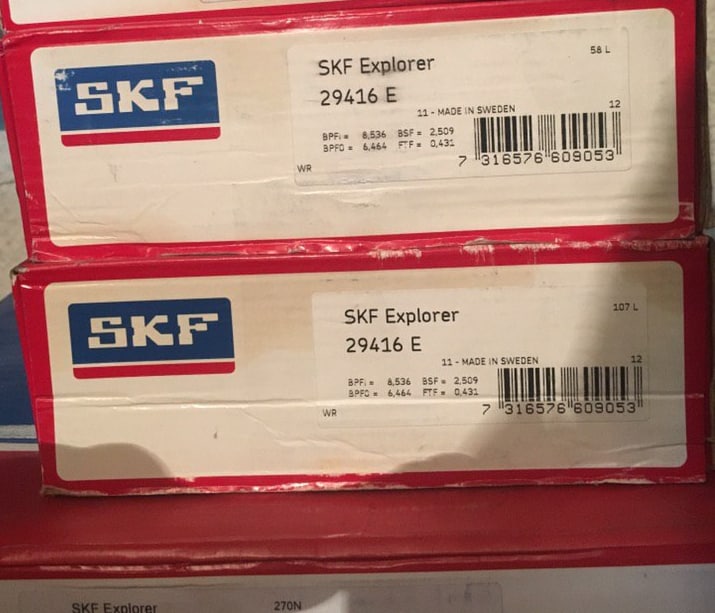 SKF
SKF Explorer
58 L
29416 E
11 - MADE IN SWEDEN
12
BPFI = 8,536 BSF = 2,509
BPFO = 6,464 FTF = 0,431
WR
7 316576 609053
SKF
SKF Explorer
107 L
29416 E
11 - MADE IN SWEDEN
12
BPFI = 8,536 BSF = 2,509
BPFO = 6,464 FTF = 0,431
WR
7 316576 609053
SKF Explorer
270N